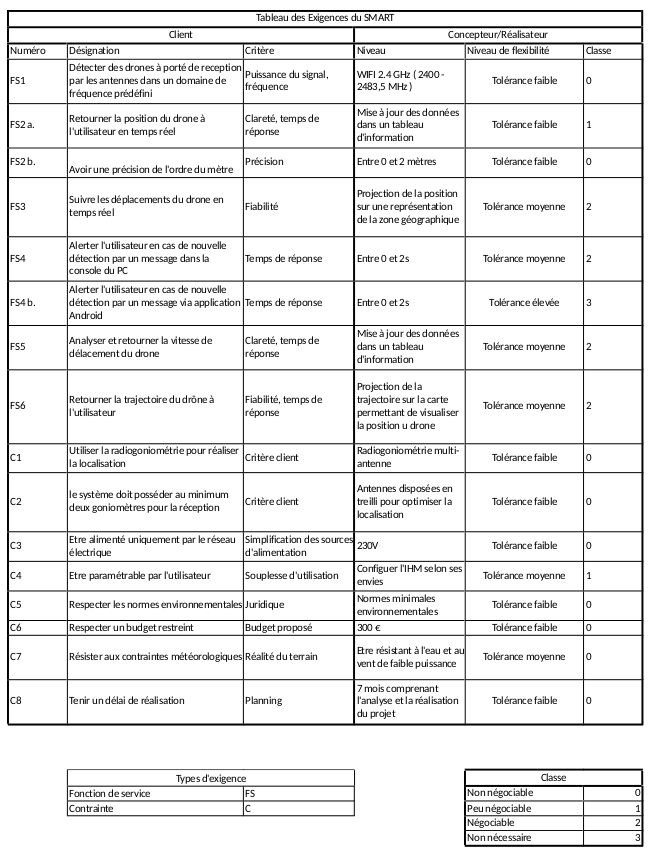 Tableau des Exigences du SMART
Client
Concepteur/Réalisateur
Numéro
Désignation
Critère
Niveau
Niveau de flexibilité
Classe
FS1
Détecter des drones à porté de reception
par les antennes dans un domaine de
fréquence prédéfini
Puissance du signal,
fréquence
WIFI 2.4 GHz ( 2400 -
2483,5 MHz )
Tolérance faible
0
FS2 a.
Retourner la position du drone à
l'utilisateur en temps réel
Clareté, temps de
réponse
Mise à jour des données
dans un tableau
d'information
Tolérance faible
1
FS2 b.
Avoir une précision de l'ordre du mètre
Précision
Entre 0 et 2 mètres
Tolérance faible
0
FS3
Suivre les déplacements du drone en
temps réel
Fiabilité
Projection de la position
sur une représentation
de la zone géographique
Tolérance moyenne
2
FS4
Alerter l'utilisateur en cas de nouvelle
détection par un message dans la
console du PC
Temps de réponse
Entre 0 et 2s
Tolérance moyenne
2
FS4 b.
Alerter l'utilisateur en cas de nouvelle
détection par un message via application
Android
Temps de réponse
Entre 0 et 2s
Tolérance élevée
3
FS5
Analyser et retourner la vitesse de
délacement du drone
Clareté, temps de
réponse
Mise à jour des données
dans un tableau
d'information
Tolérance moyenne
2
FS6
Retourner la trajectoire du drône à
l'utilisateur
Fiabilité, temps de
réponse
Projection de la
trajectoire sur la carte
permettant de visualiser
la position u drone
Tolérance moyenne
2
C1
Utiliser la radiogoniométrie pour réaliser
la localisation
Critère client
Radiogoniométrie multi-
antenne
Tolérance faible
0
C2
le système doit posséder au minimum
deux goniomètres pour la réception
Critère client
Antennes disposées en
treilli pour optimiser la
localisation
Tolérance faible
0
C3
Etre alimenté uniquement par le réseau
électrique
Simplification des sources
d'alimentation
230V
Tolérance faible
0
C4
Etre paramétrable par l'utilisateur
Souplesse d'utilisation
Configuer l'IHM selon ses
envies
Tolérance moyenne
1
C5
Respecter les normes environnementales
Juridique
Normes minimales
environnementales
Tolérance faible
0
C6
Respecter un budget restreint
Budget proposé
300 €
Tolérance faible
0
C7
Résister aux contraintes météorologiques
Réalité du terrain
Etre résistant à l'eau et au
vent de faible puissance
Tolérance moyenne
0
C8
Tenir un délai de réalisation
Planning
7 mois comprenant
l'analyse et la réalisation
du projet
Tolérance faible
0
Types d'exigence
Fonction de service
FS
Contrainte
C
Classe
Non négociable
0
Peu négociable
1
Négociable
2
Non nécessaire
3